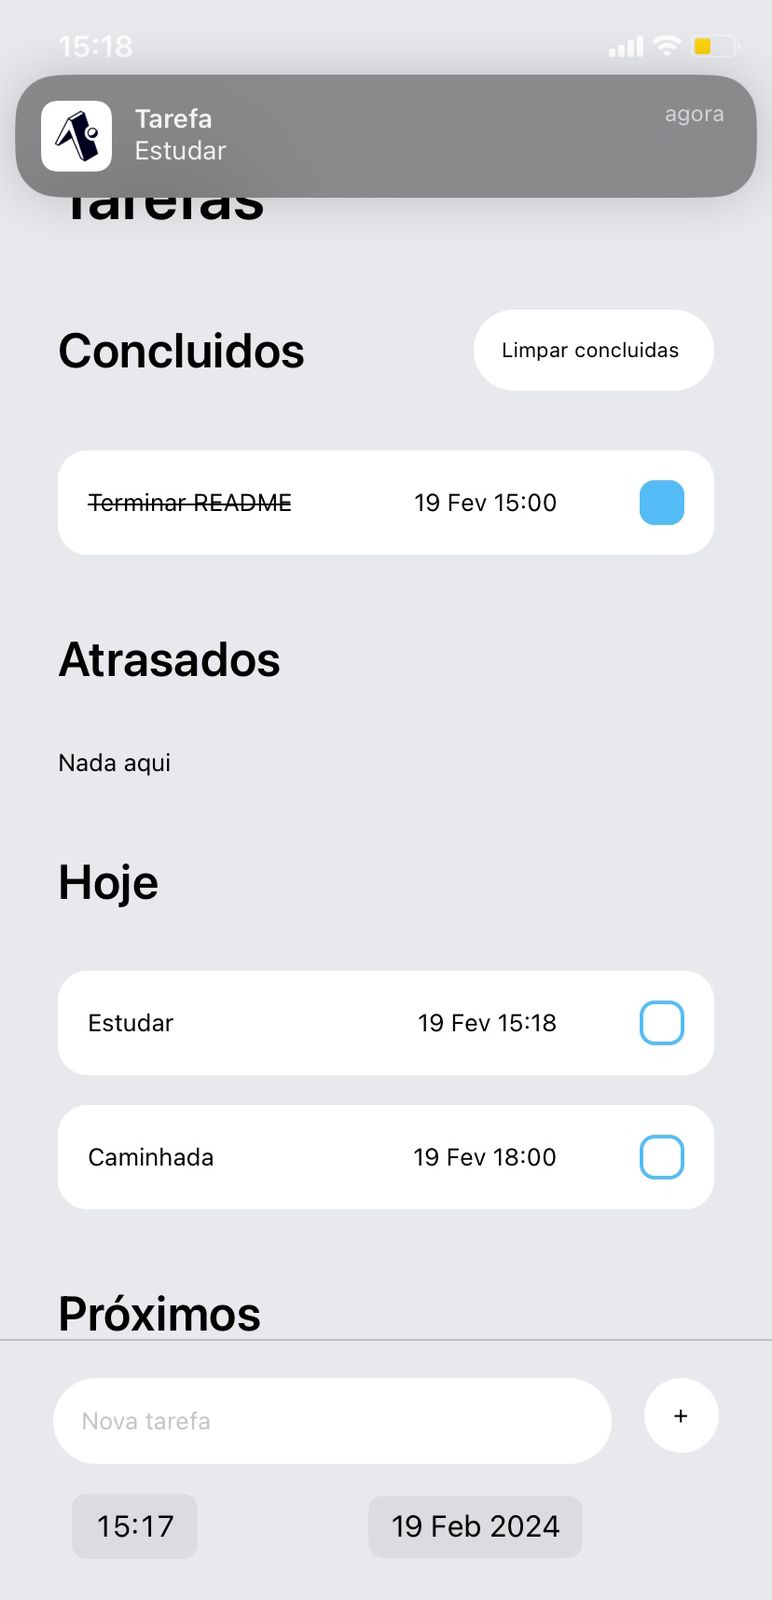 15:18
Tarefa
agora
Estudar
Tarefas
Concluidos
Limpar concluidas
Terminar README
19 Fev 15:00
Atrasados
Nada aqui
Hoje
Estudar
19 Fev 15:18
Caminhada
19 Fev 18:00
Próximos
Nova tarefa
+
15:17
19 Feb 2024